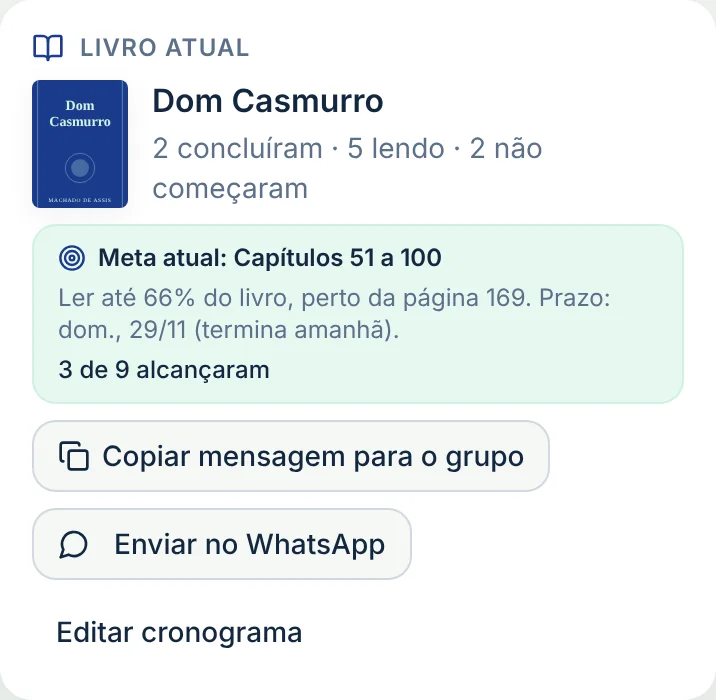 LIVRO ATUAL
Dom
Casmurro
MACHADO DE ASSIS
Dom Casmurro
2 concluíram · 5 lendo · 2 não
começaram
Meta atual: Capítulos 51 a 100
Ler até 66% do livro, perto da página 169. Prazo:
dom., 29/11 (termina amanhã).
3 de 9 alcançaram
Copiar mensagem para o grupo
Enviar no WhatsApp
Editar cronograma